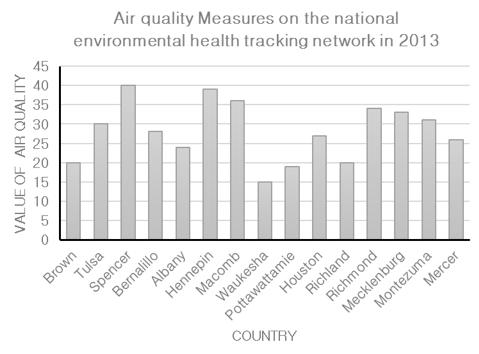 Air quality Measures on the national
environmental health tracking network in 2013
VALUE OF AIR QUALITY
45
40
35
30
25
20
15
10
5
0
Brown
Tulsa
Spencer
Bernalillo
Albany
Hennepin
Macomb
Waukesha
Pottawattamie
Houston
Richland
Richmond
Mecklenburg
Montezuma
Mercer
COUNTRY